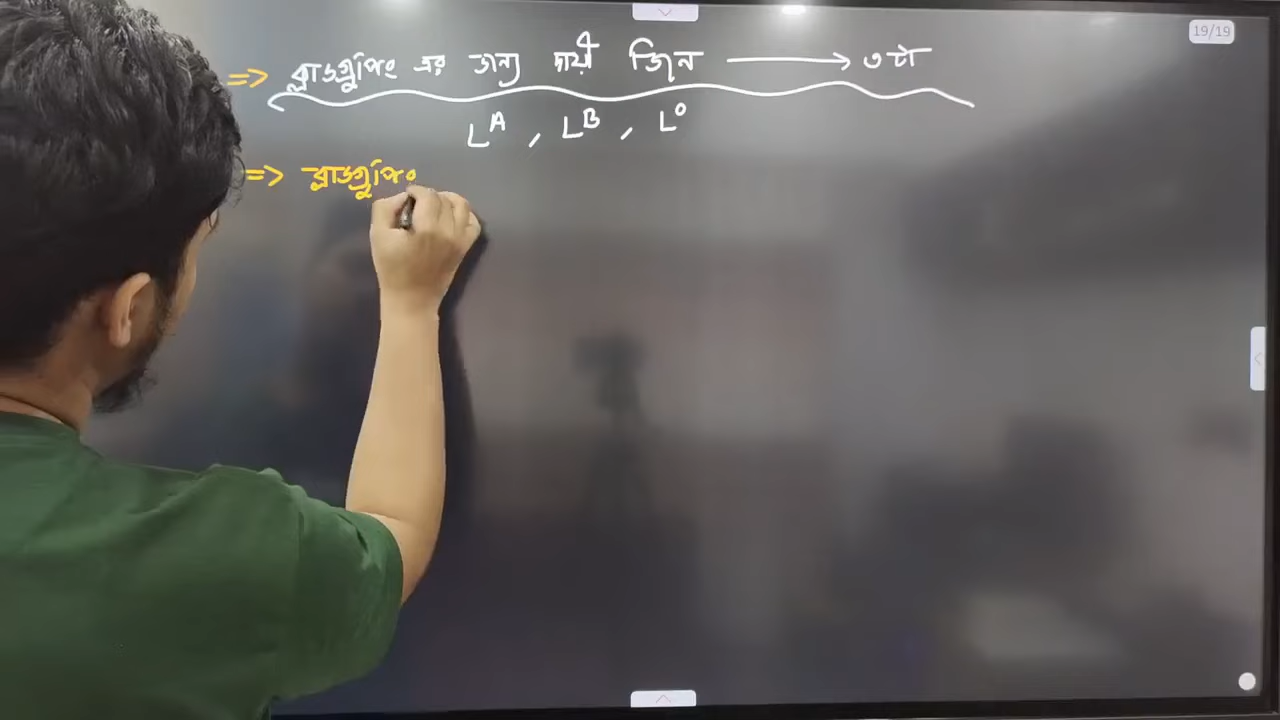 19/19
=> ব্লাডগ্রুপিং এর জন্য দায়ী জিন ⟶ ৩টা
L^A , L^B , L^O
=> ব্লাডগ্রুপিং